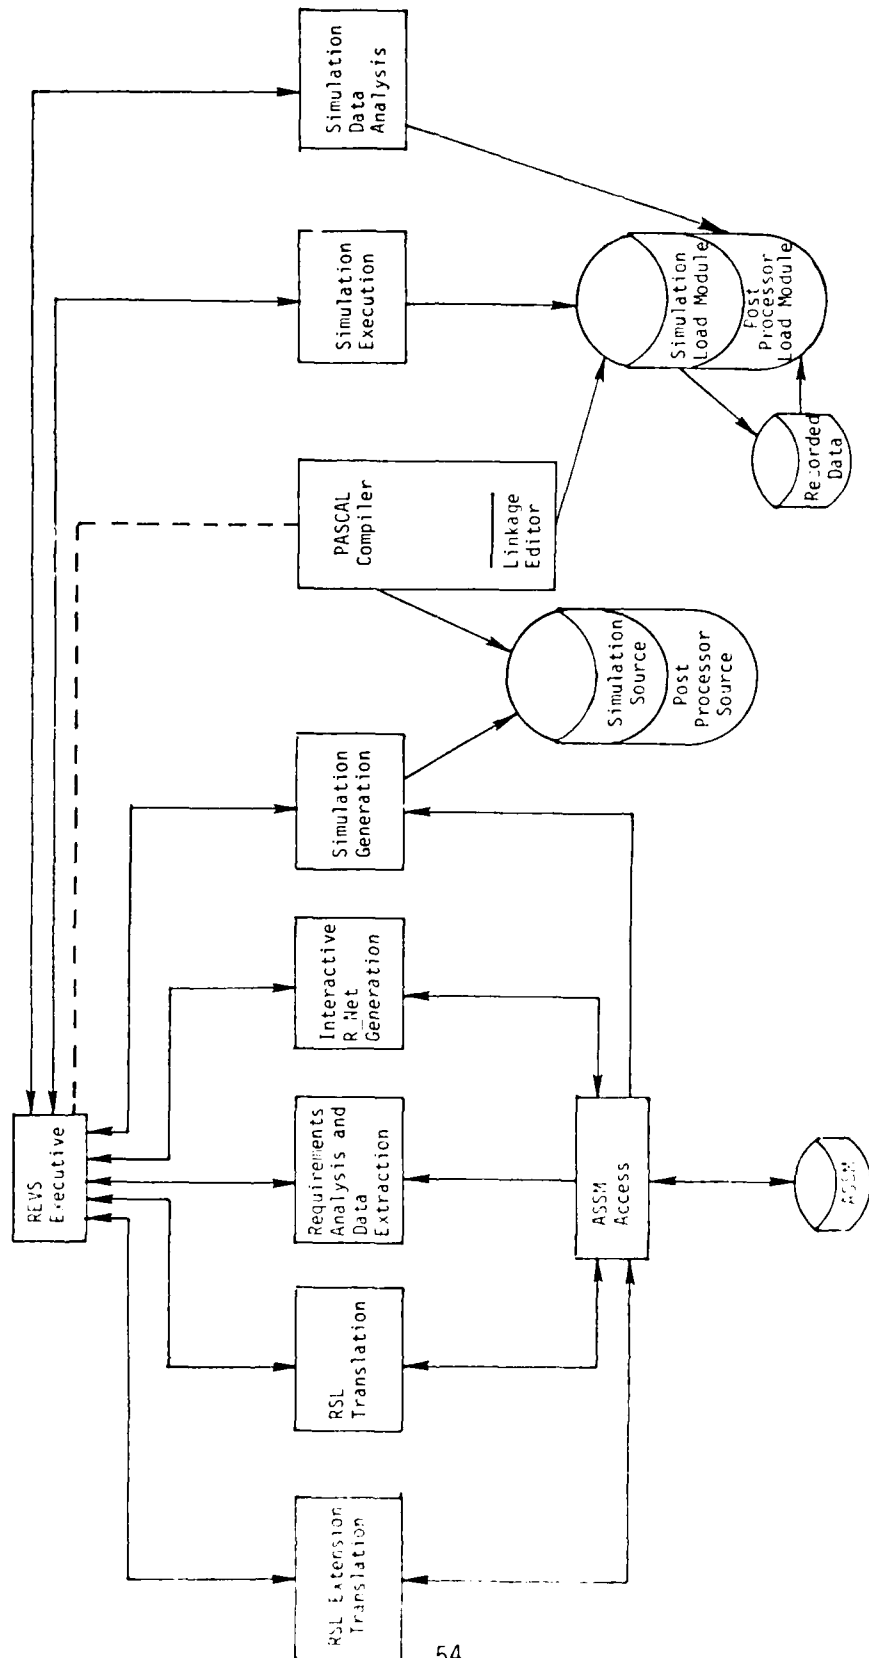 REVS
Executive
RSL Extension
Translation
RSL
Translation
Requirements
Analysis and
Data
Extraction
Interactive
R_Net
Generation
Simulation
Generation
PASCAL
Compiler
Linkage
Editor
Simulation
Execution
Simulation
Data
Analysis
ASSM
Access
ASSM
Simulation
Source
Post
Processor
Source
Simulation
Load Module
Post
Processor
Load Module
Recorded
Data
54